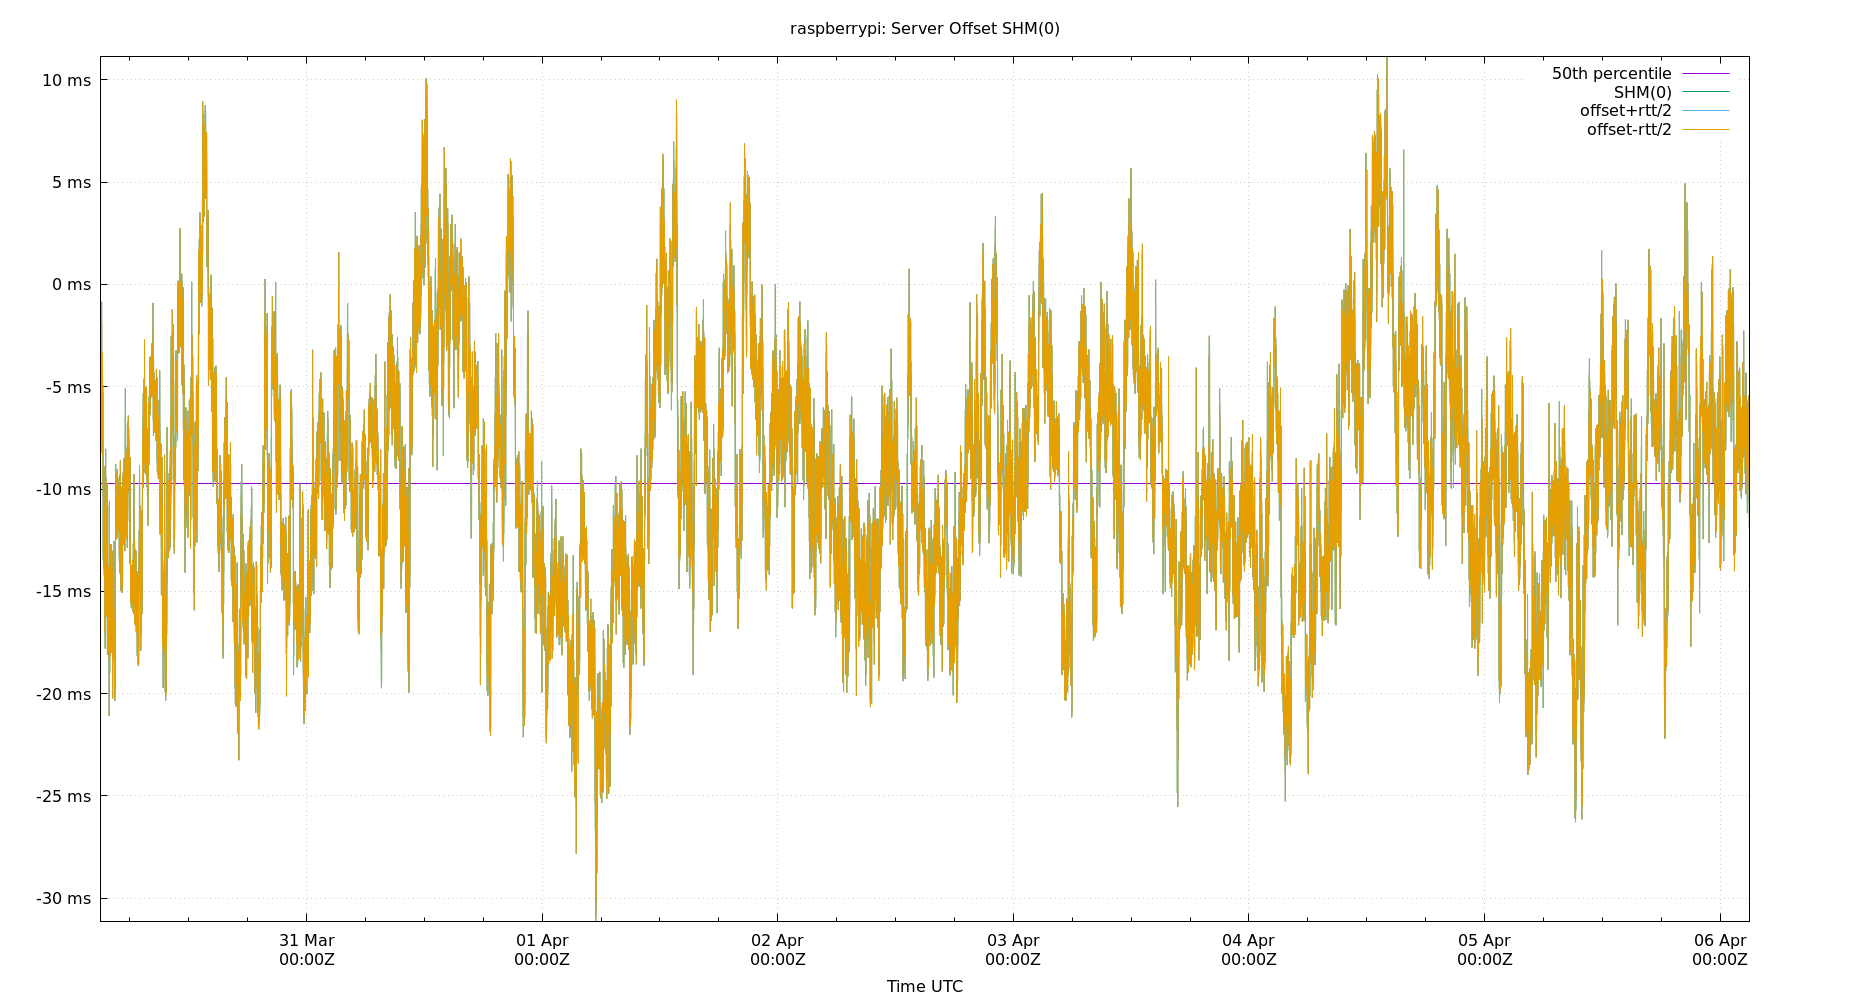 raspberrypi: Server Offset SHM(0)
10 ms
5 ms
0 ms
-5 ms
-10 ms
-15 ms
-20 ms
-25 ms
-30 ms
50th percentile
SHM(0)
offset+rtt/2
offset-rtt/2
31 Mar
00:00Z
01 Apr
00:00Z
02 Apr
00:00Z
03 Apr
00:00Z
04 Apr
00:00Z
05 Apr
00:00Z
06 Apr
00:00Z
Time UTC